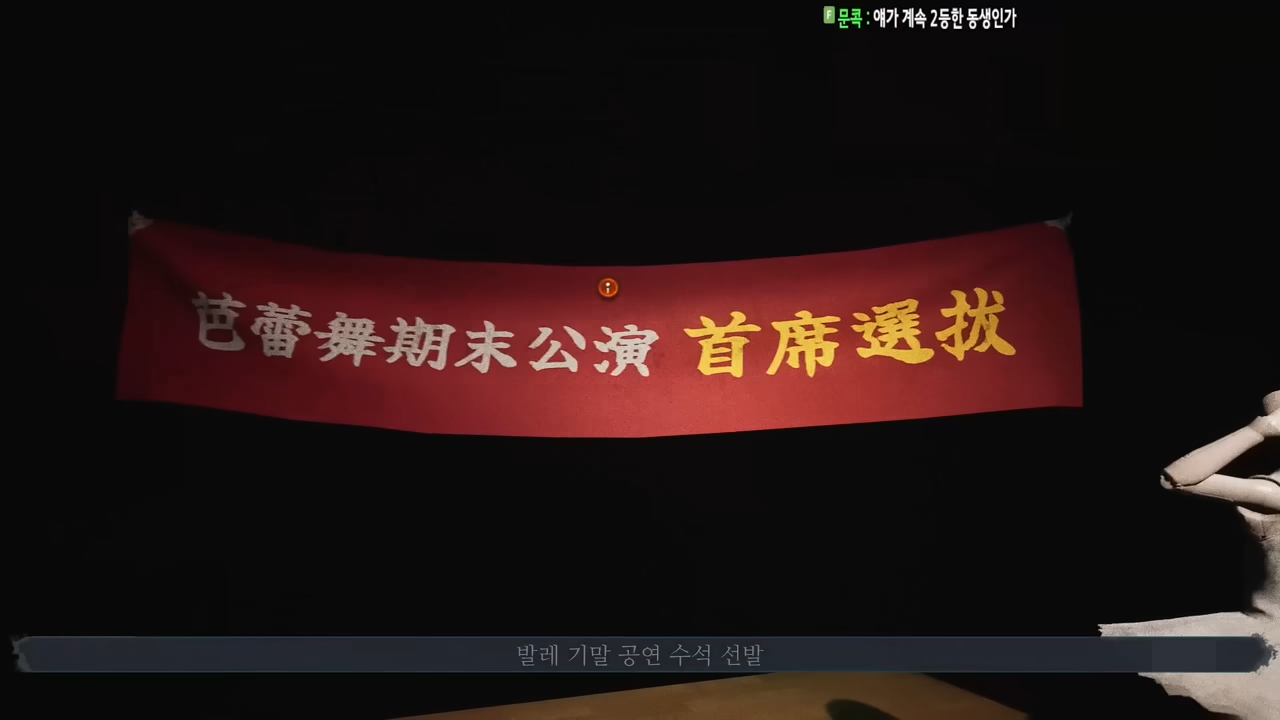 F 문콕 : 얘가 계속 2등한 동생인가
芭蕾舞期末公演 首席選拔
발레 기말 공연 수석 선발